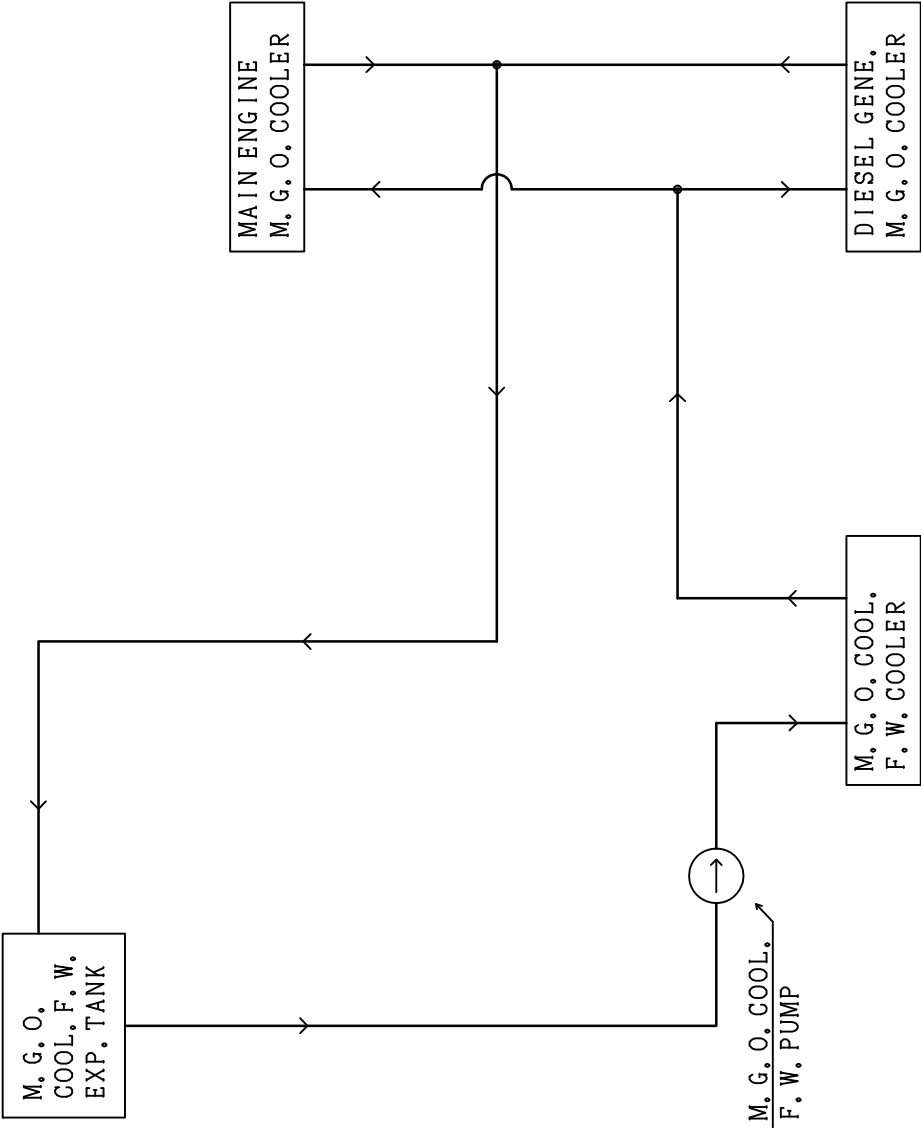 M. G. O.
COOL. F. W.
EXP. TANK
MAIN ENGINE
M. G. O. COOLER
M. G. O. COOL.
F. W. PUMP
M. G. O. COOL.
F. W. COOLER
DIESEL GENE.
M. G. O. COOLER